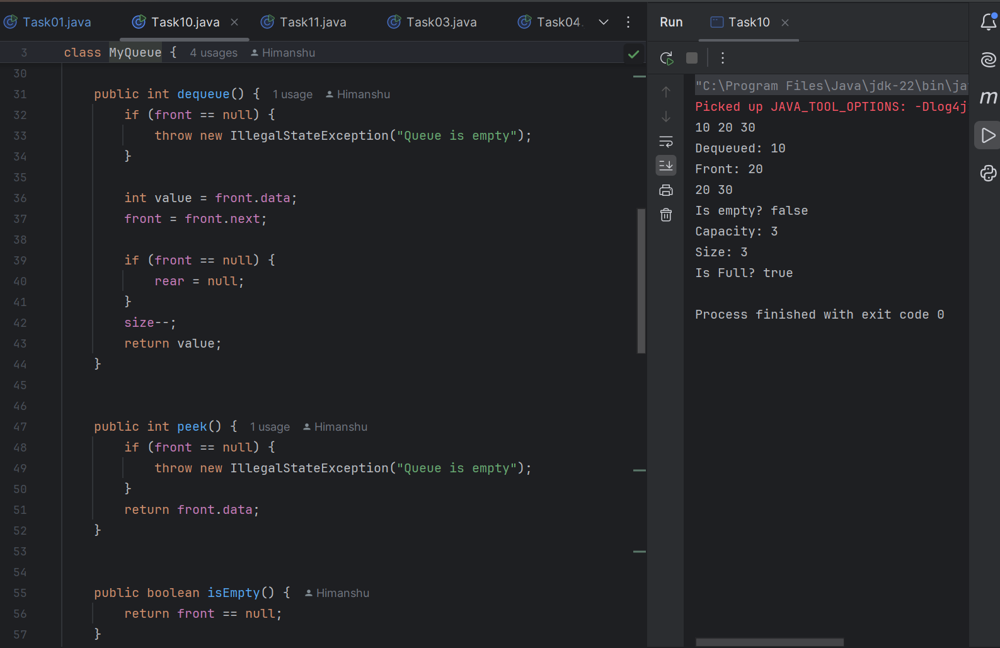 Task01.java Task10.java Task11.java Task03.java Task04.
3 class MyQueue { 4 usages Himanshu
30
31 public int dequeue() { 1 usage Himanshu
32 if (front == null) {
33 throw new IllegalStateException("Queue is empty");
34 }
35
36 int value = front.data;
37 front = front.next;
38
39 if (front == null) {
40 rear = null;
41 }
42 size--;
43 return value;
44 }
45
46
47 public int peek() { 1 usage Himanshu
48 if (front == null) {
49 throw new IllegalStateException("Queue is empty");
50 }
51 return front.data;
52 }
53
54
55 public boolean isEmpty() { Himanshu
56 return front == null;
57 }
Run Task10
"C:\Program Files\Java\jdk-22\bin\ja
Picked up JAVA_TOOL_OPTIONS: -Dlog4j
10 20 30
Dequeued: 10
Front: 20
20 30
Is empty? false
Capacity: 3
Size: 3
Is Full? true
Process finished with exit code 0
m